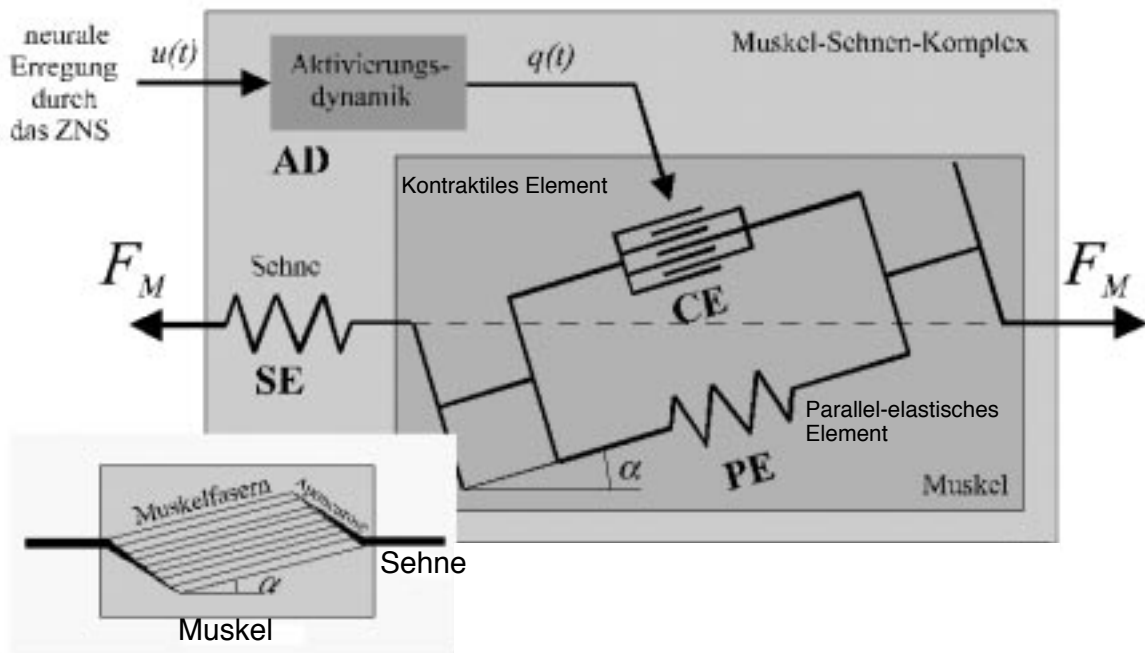 neurale
Erregung
durch
das ZNS
u(t)
Aktivierungs-
dynamik
AD
q(t)
Muskel-Sehnen-Komplex
Kontraktiles Element
CE
F_M
Sehne
SE
F_M
Parallel-elastisches
Element
PE
α
Muskel
Muskelfasern
Aponeurose
α
Sehne
Muskel